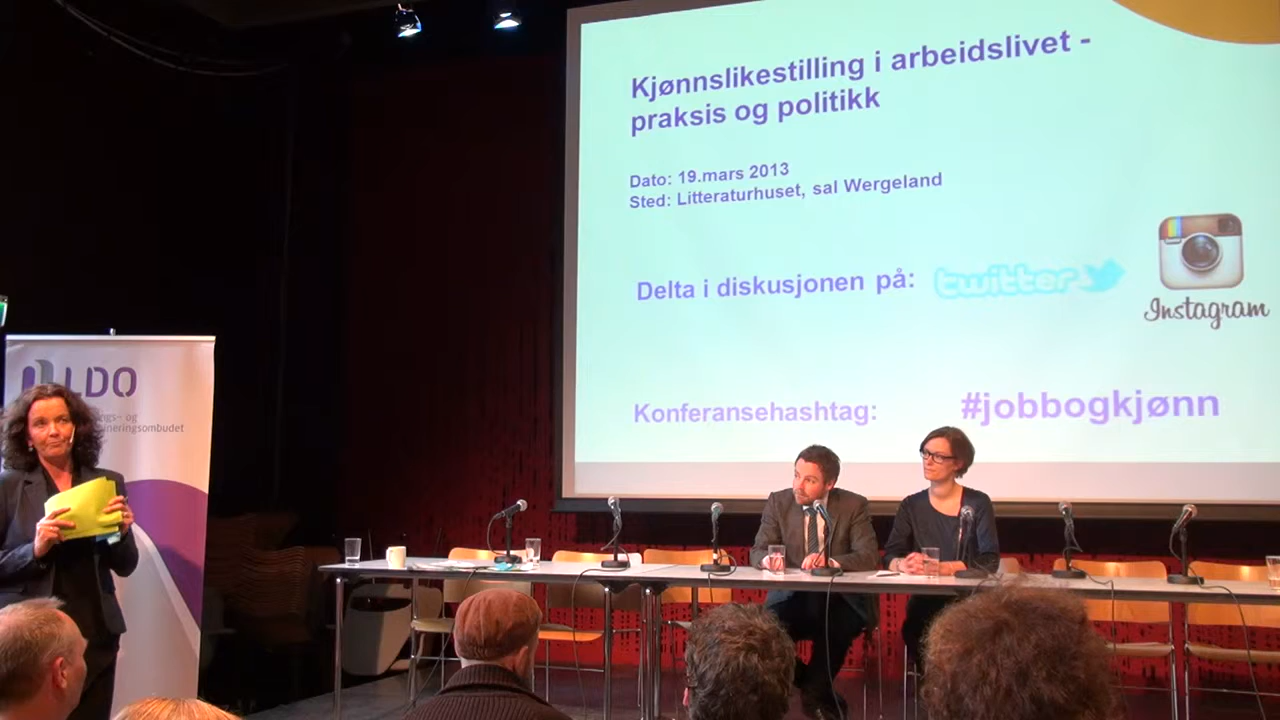 Kjønnslikestilling i arbeidslivet -
praksis og politikk
Dato: 19.mars 2013
Sted: Litteraturhuset, sal Wergeland
Delta i diskusjonen på: twitter
Instagram
Konferansehashtag: #jobbogkjønn
LDO
ings- og
ineringsombudet